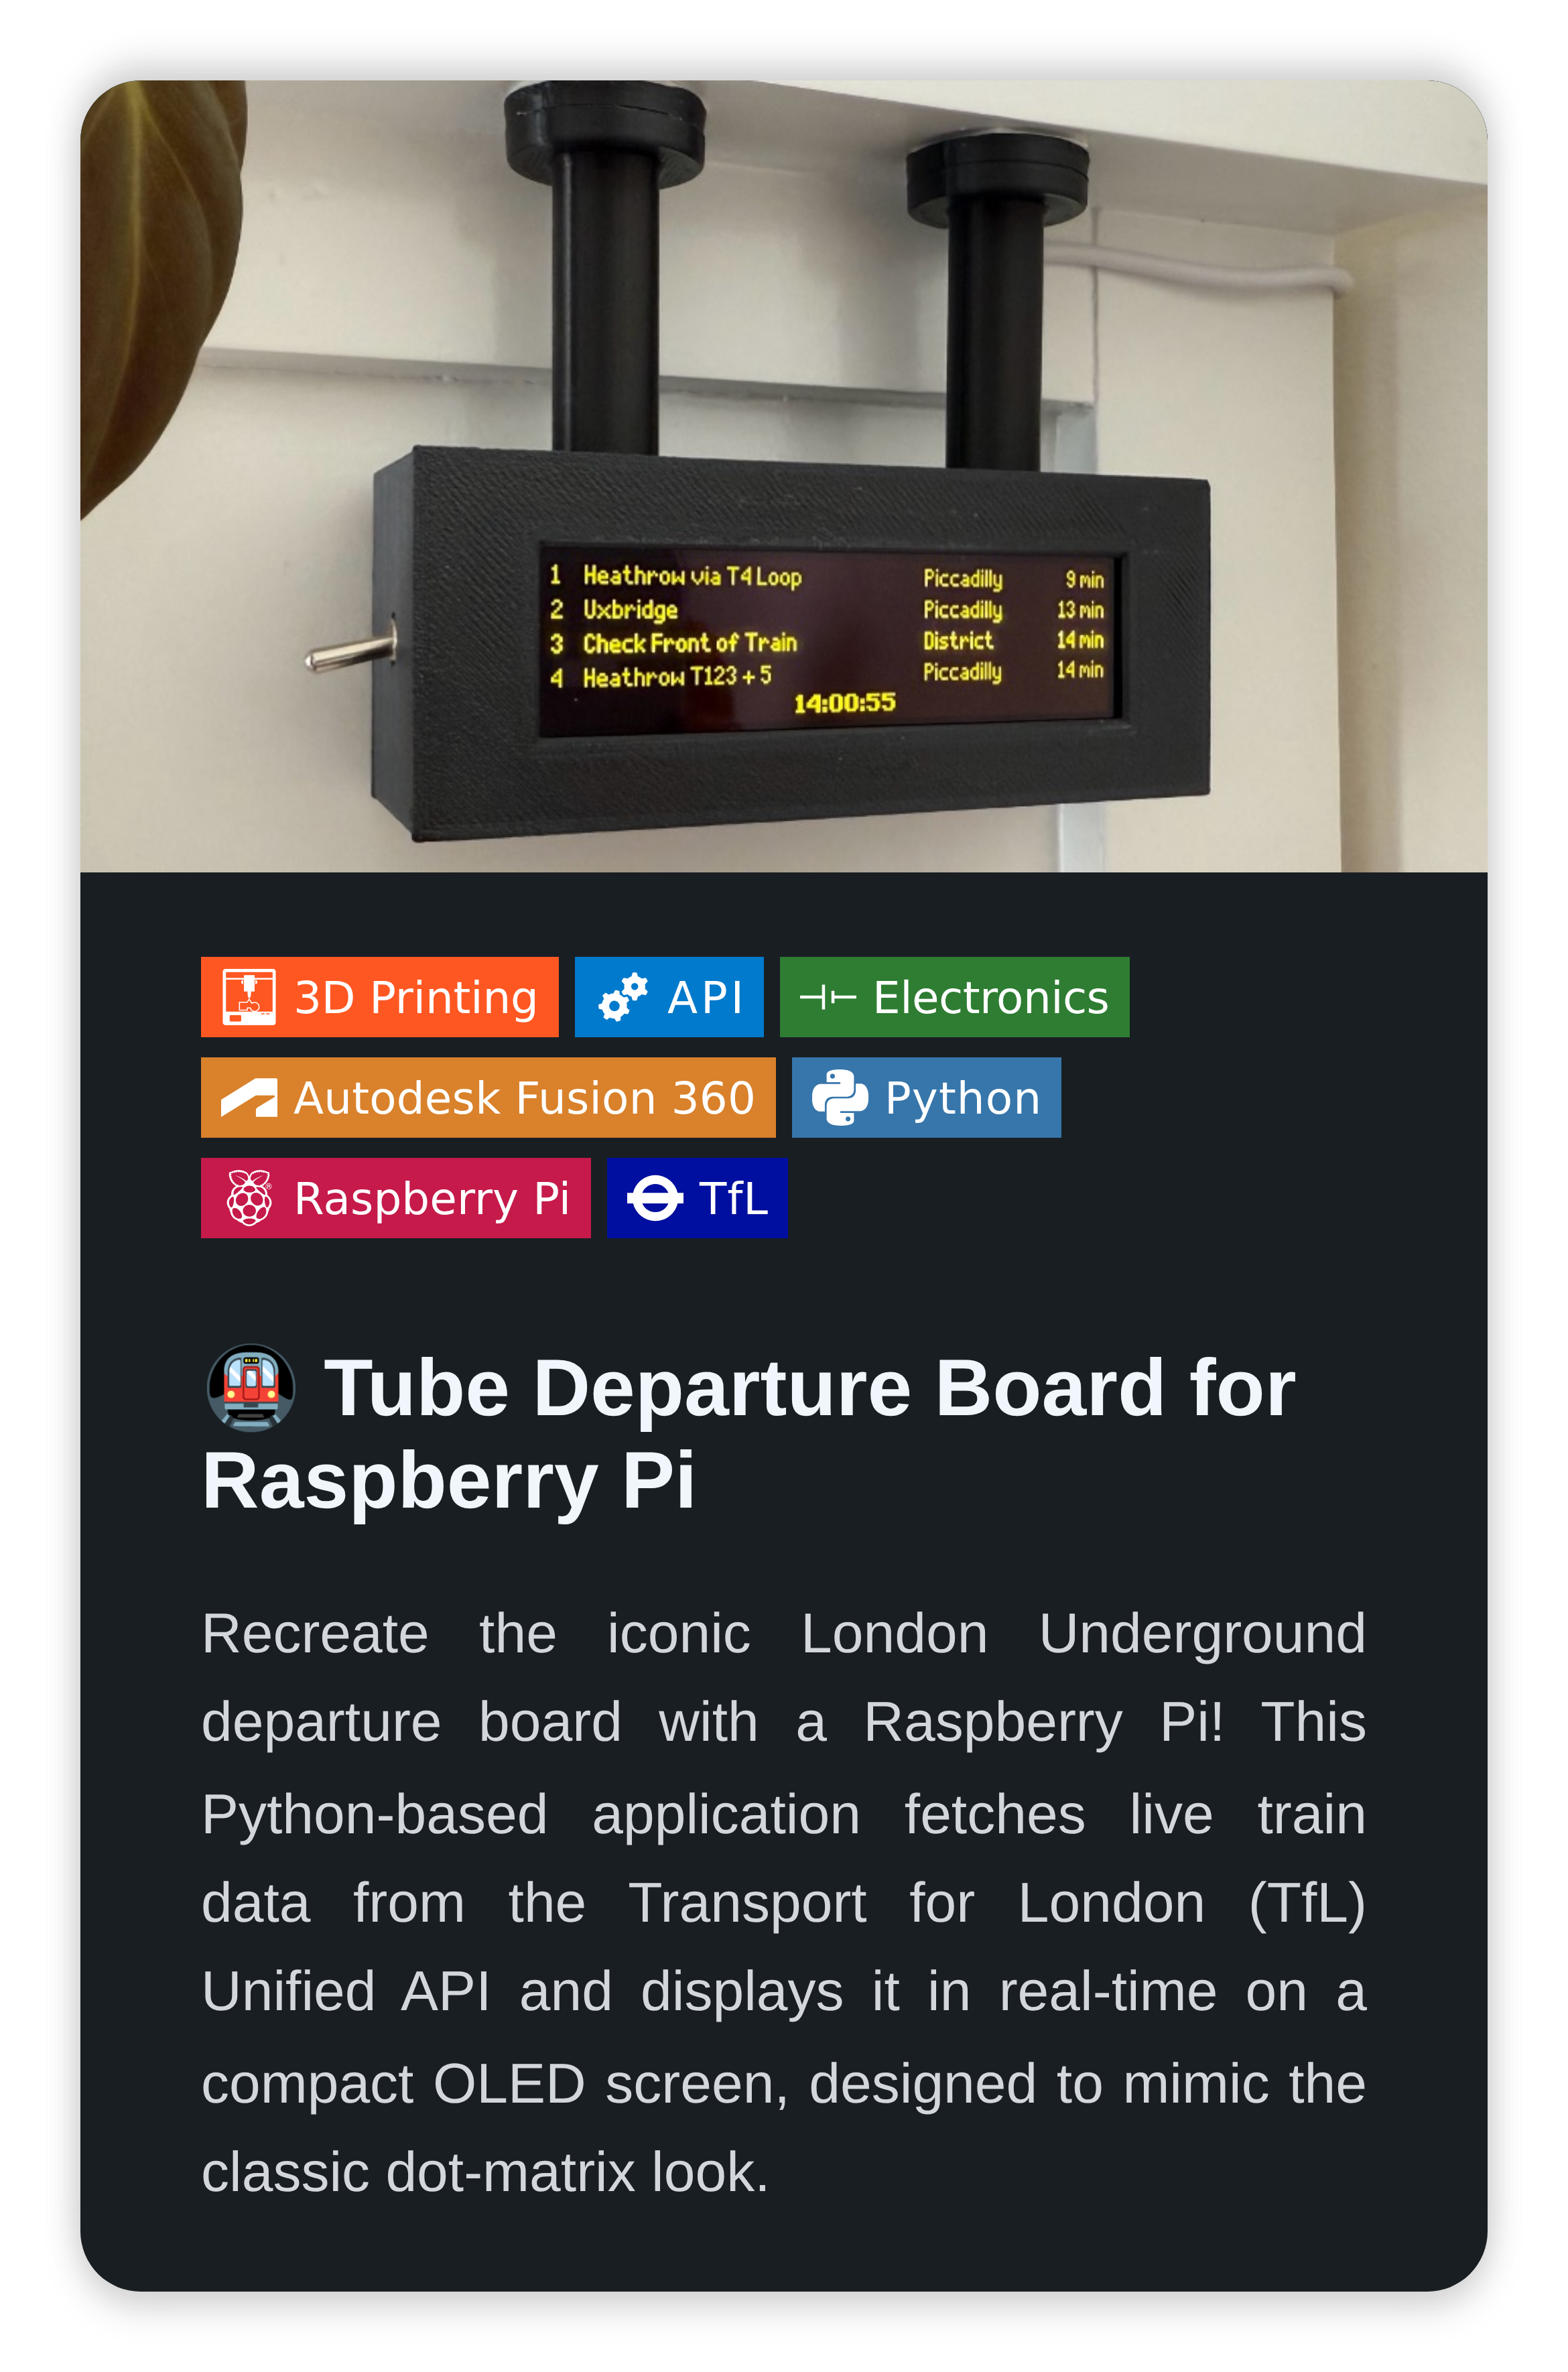 1 Heathrow via T4 Loop Piccadilly 9 min
2 Uxbridge Piccadilly 13 min
3 Check Front of Train District 14 min
4 Heathrow T123 + 5 Piccadilly 14 min
14:00:55
3D Printing API Electronics
Autodesk Fusion 360 Python
Raspberry Pi TfL
🚇 Tube Departure Board for
Raspberry Pi
Recreate the iconic London Underground
departure board with a Raspberry Pi! This
Python-based application fetches live train
data from the Transport for London (TfL)
Unified API and displays it in real-time on a
compact OLED screen, designed to mimic the
classic dot-matrix look.